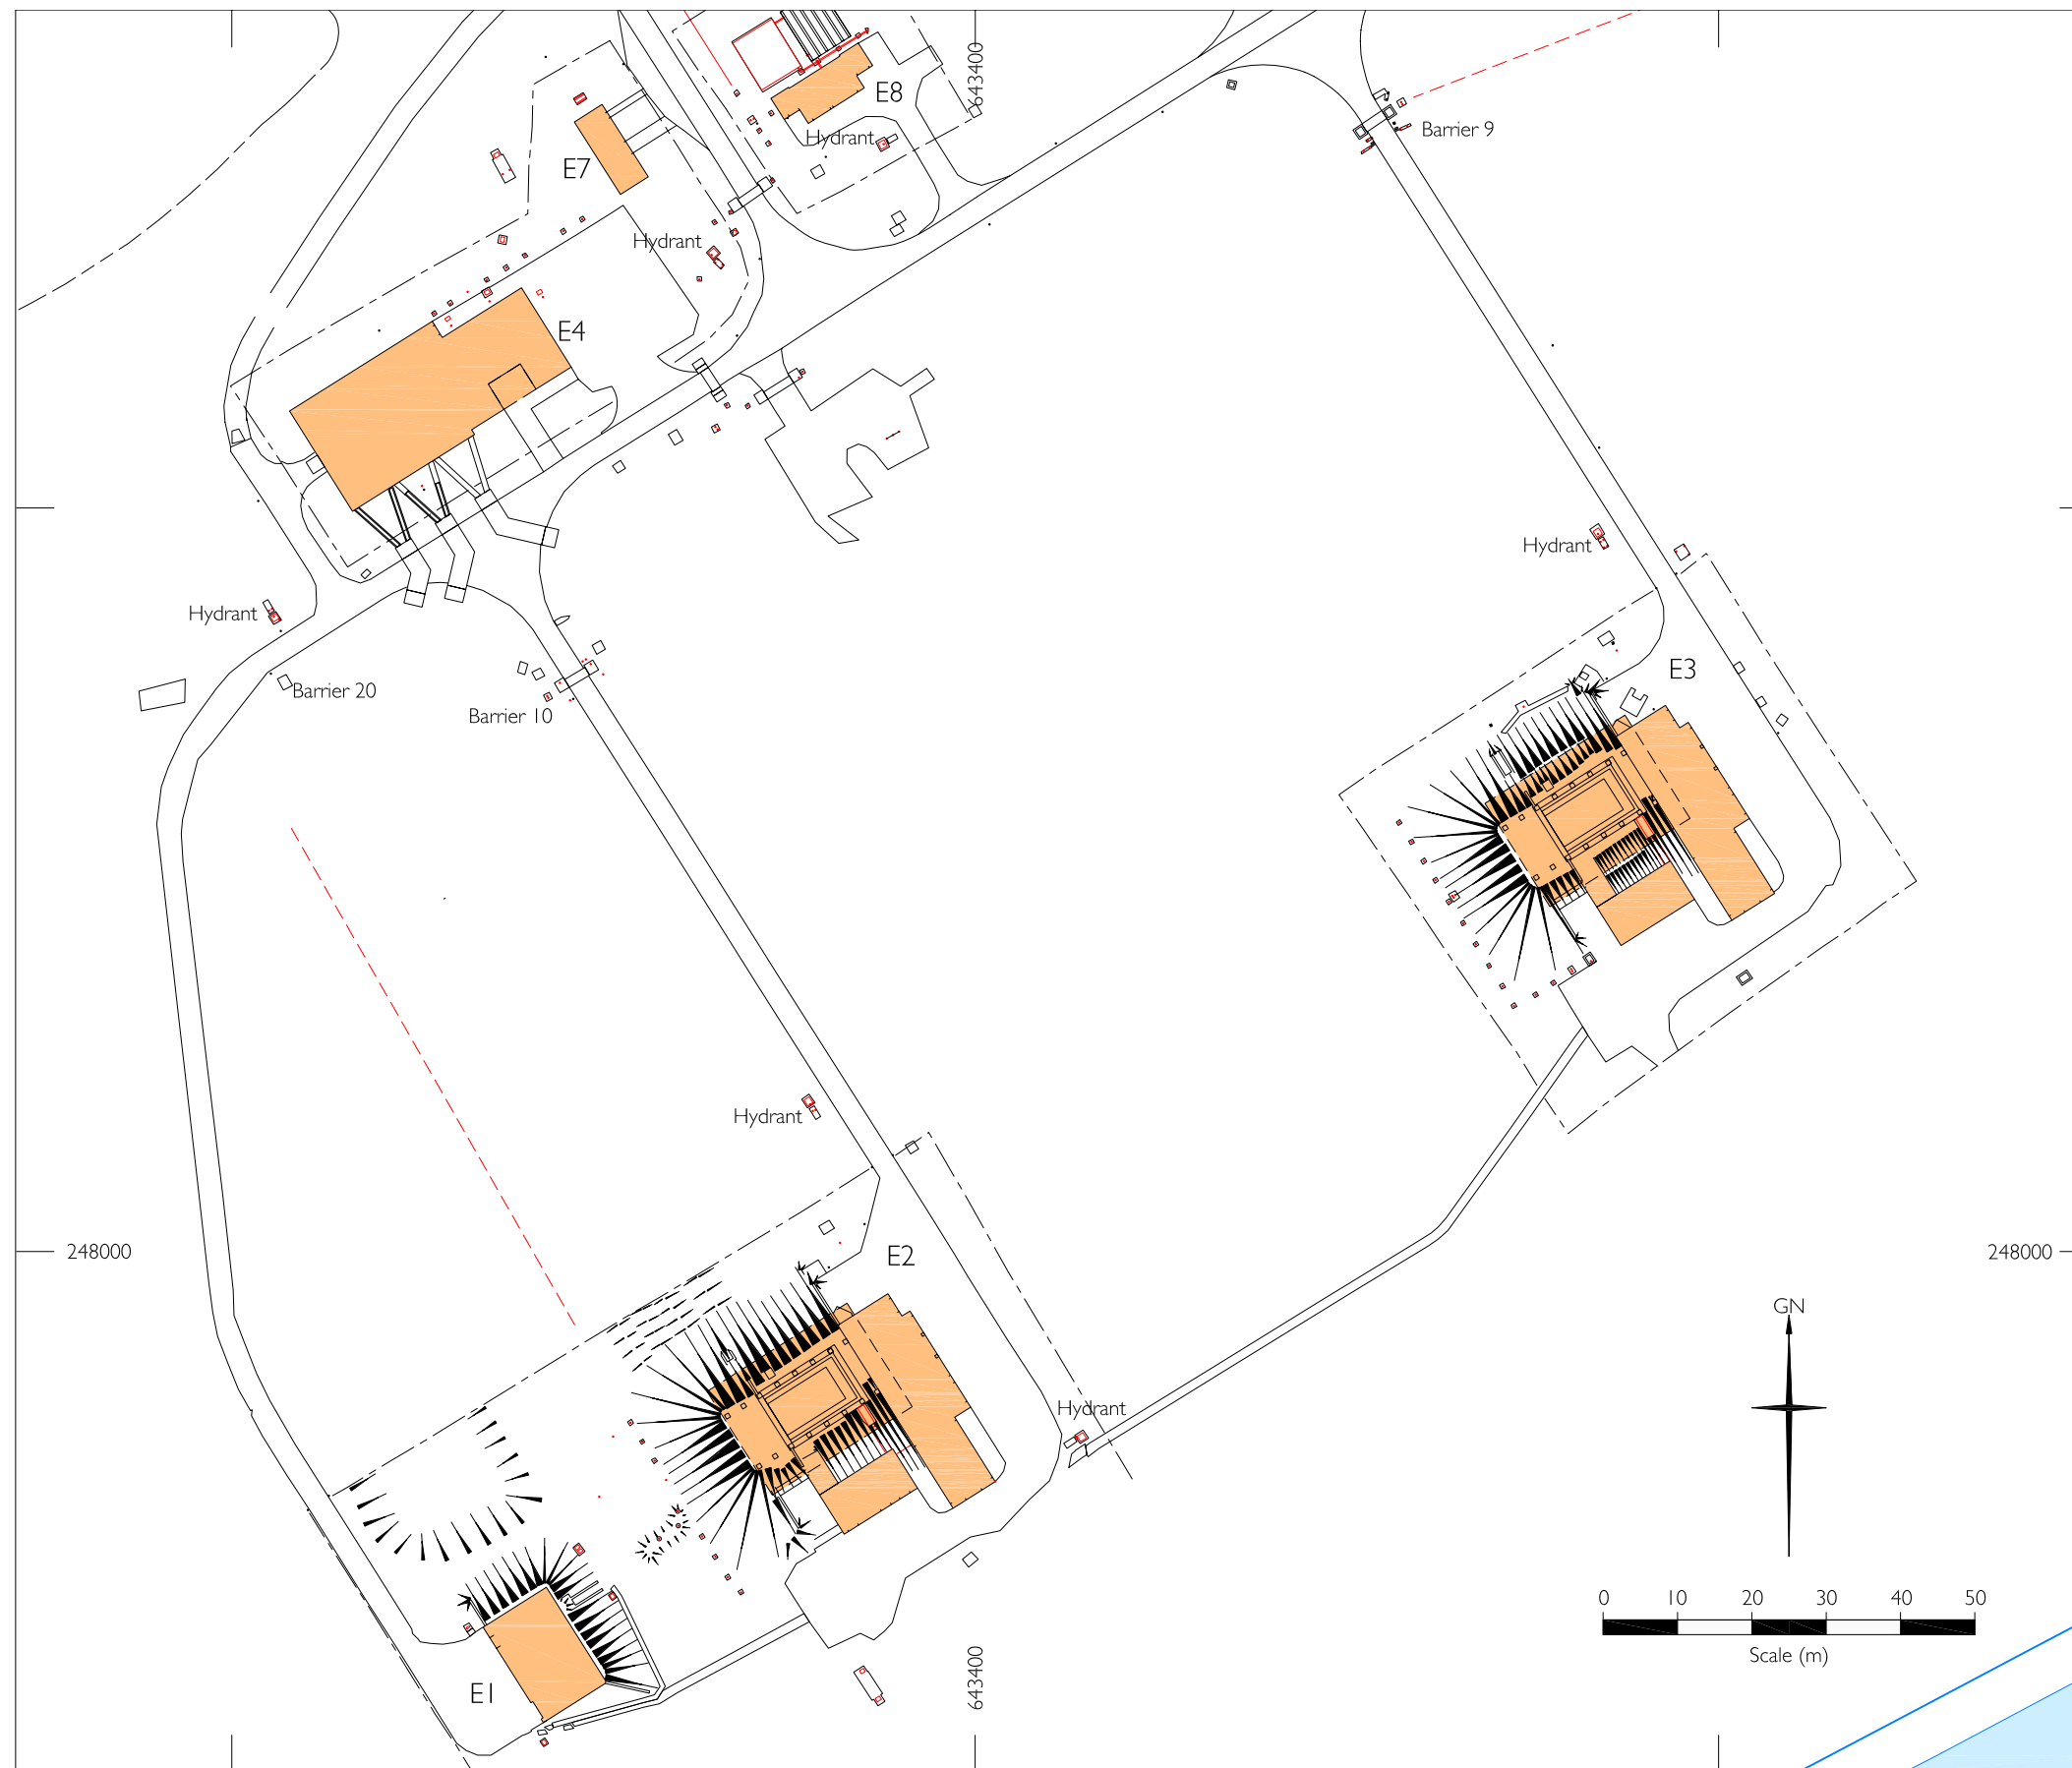 643400
E8
Hydrant
Barrier 9
E7
Hydrant
E4
Hydrant
Hydrant
E3
Barrier 20
Barrier 10
Hydrant
248000
E2
248000
GN
Hydrant
0 10 20 30 40 50
Scale (m)
643400
E1